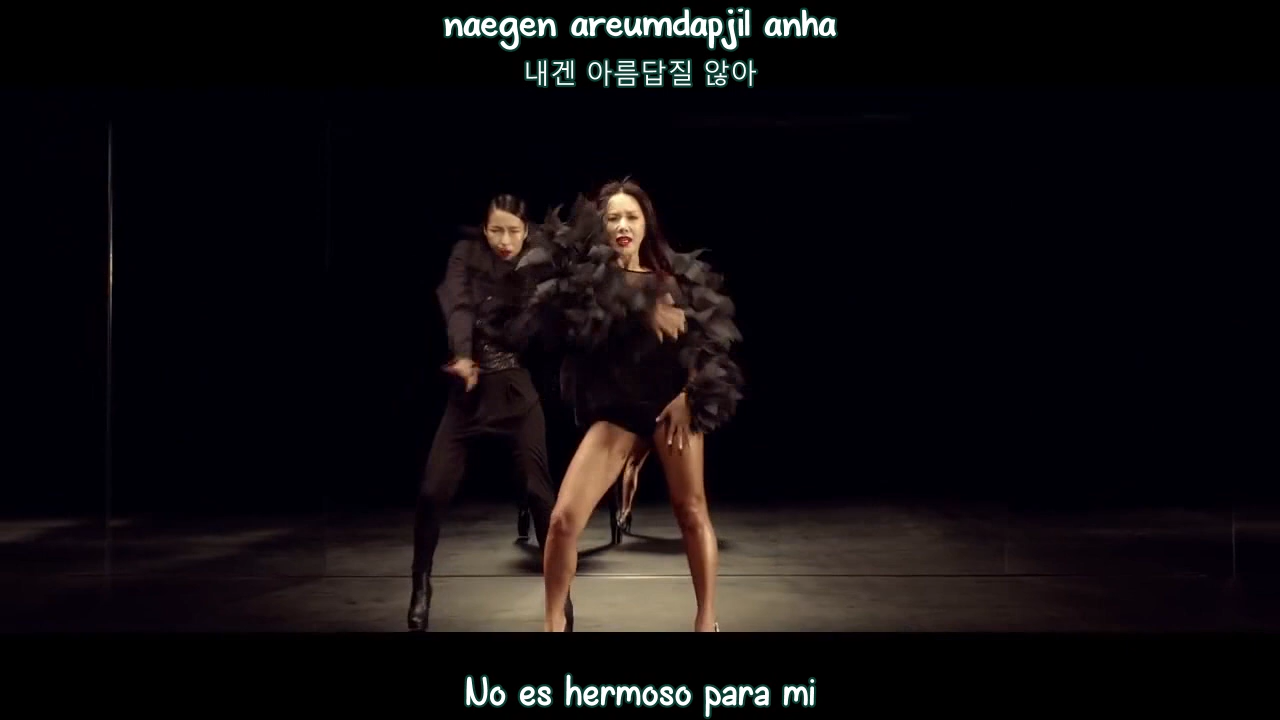 naegen areumdapjil anha
내겐 아름답질 않아
No es hermoso para mi